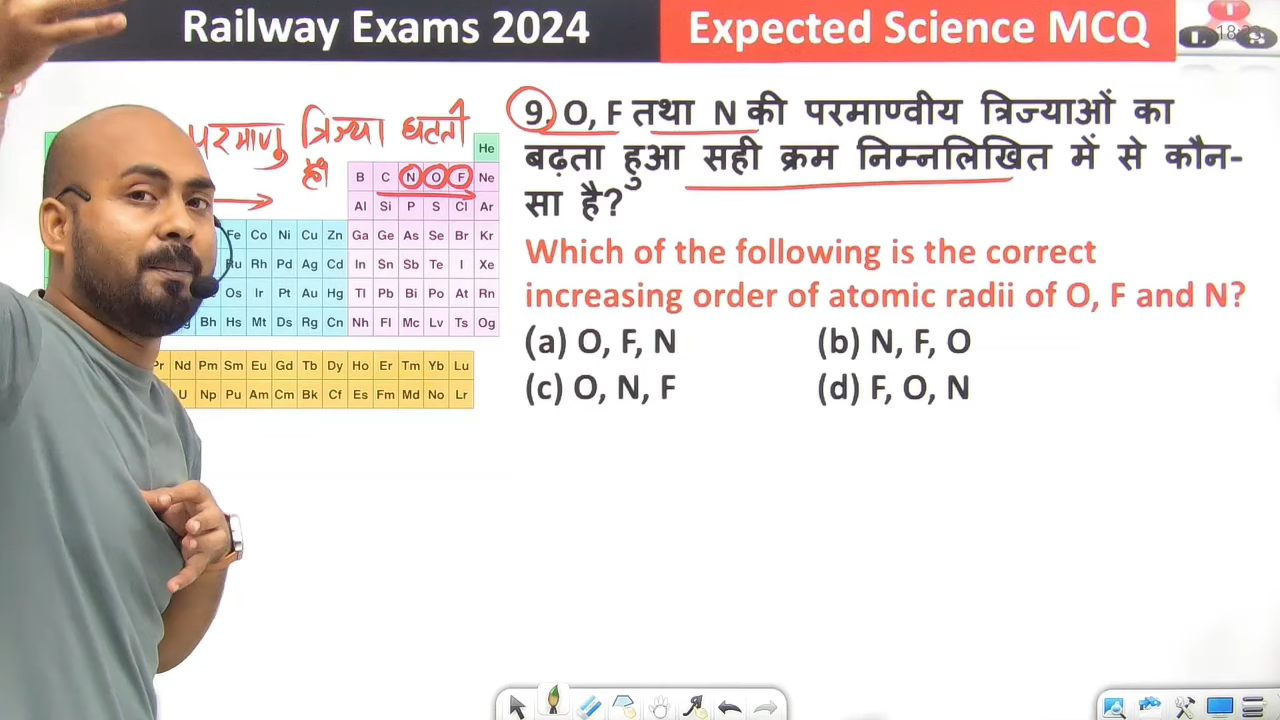 Railway Exams 2024
Expected Science MCQ
T
L S
परमाणु त्रिज्या घटती
है।
He
B C N O F Ne
Al Si P S Cl Ar
Fe Co Ni Cu Zn Ga Ge As Se Br Kr
Ru Rh Pd Ag Cd In Sn Sb Te I Xe
Os Ir Pt Au Hg Tl Pb Bi Po At Rn
Bh Hs Mt Ds Rg Cn Nh Fl Mc Lv Ts Og
Pr Nd Pm Sm Eu Gd Tb Dy Ho Er Tm Yb Lu
U Np Pu Am Cm Bk Cf Es Fm Md No Lr
9. O, F तथा N की परमाण्वीय त्रिज्याओं का
बढ़ता हुआ सही क्रम निम्नलिखित में से कौन-
सा है?
Which of the following is the correct
increasing order of atomic radii of O, F and N?
(a) O, F, N (b) N, F, O
(c) O, N, F (d) F, O, N